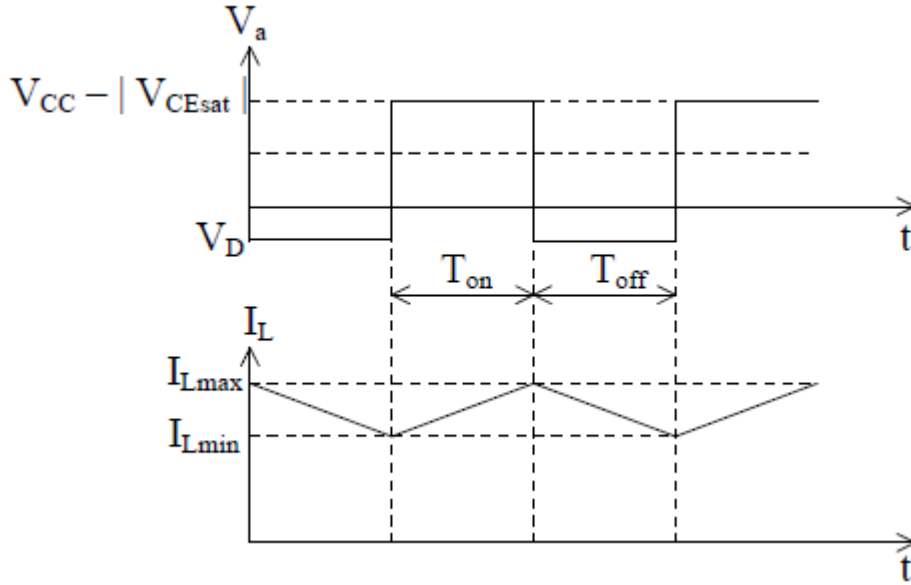 Va
VCC – | VCEsat |
VD
t
Ton
Toff
IL
ILmax
ILmin
t